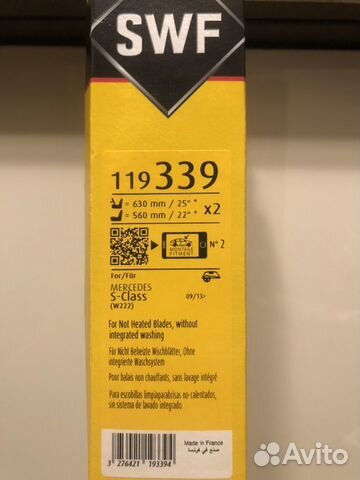 SWF
119 339
= 630 mm / 25" *
= 560 mm / 22" *
x2
MONTAGE
FITMENT
N° 2
For/Für
MERCEDES
S-Class
(W222)
09/13>
For Not Heated Blades, without
integrated washing
Für Nicht Beheitzte Wischblätter, Ohne
integrierte Waschsystem
Pour balais non chauffants, sans lavage intégré
Para escobillas limpiaparabrisas no-calentados,
sin sistema de lavado integrado.
Made in France
صنع في فرنسا
3 276421 193394
Avito